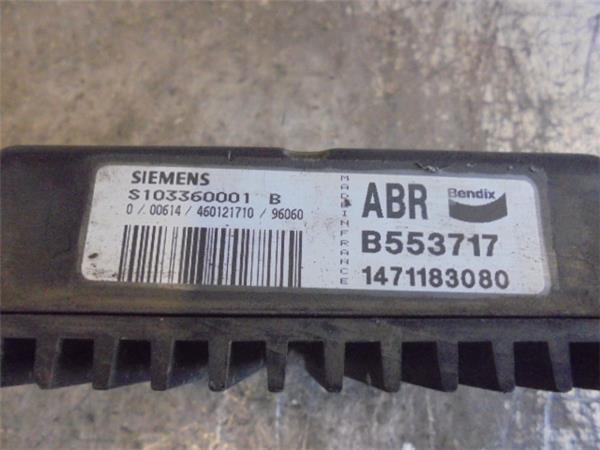 SIEMENS
S103360001 B
0 / 00614 / 460121710 / 96060
MADE IN FRANCE
ABR
Bendix
B553717
1471183080